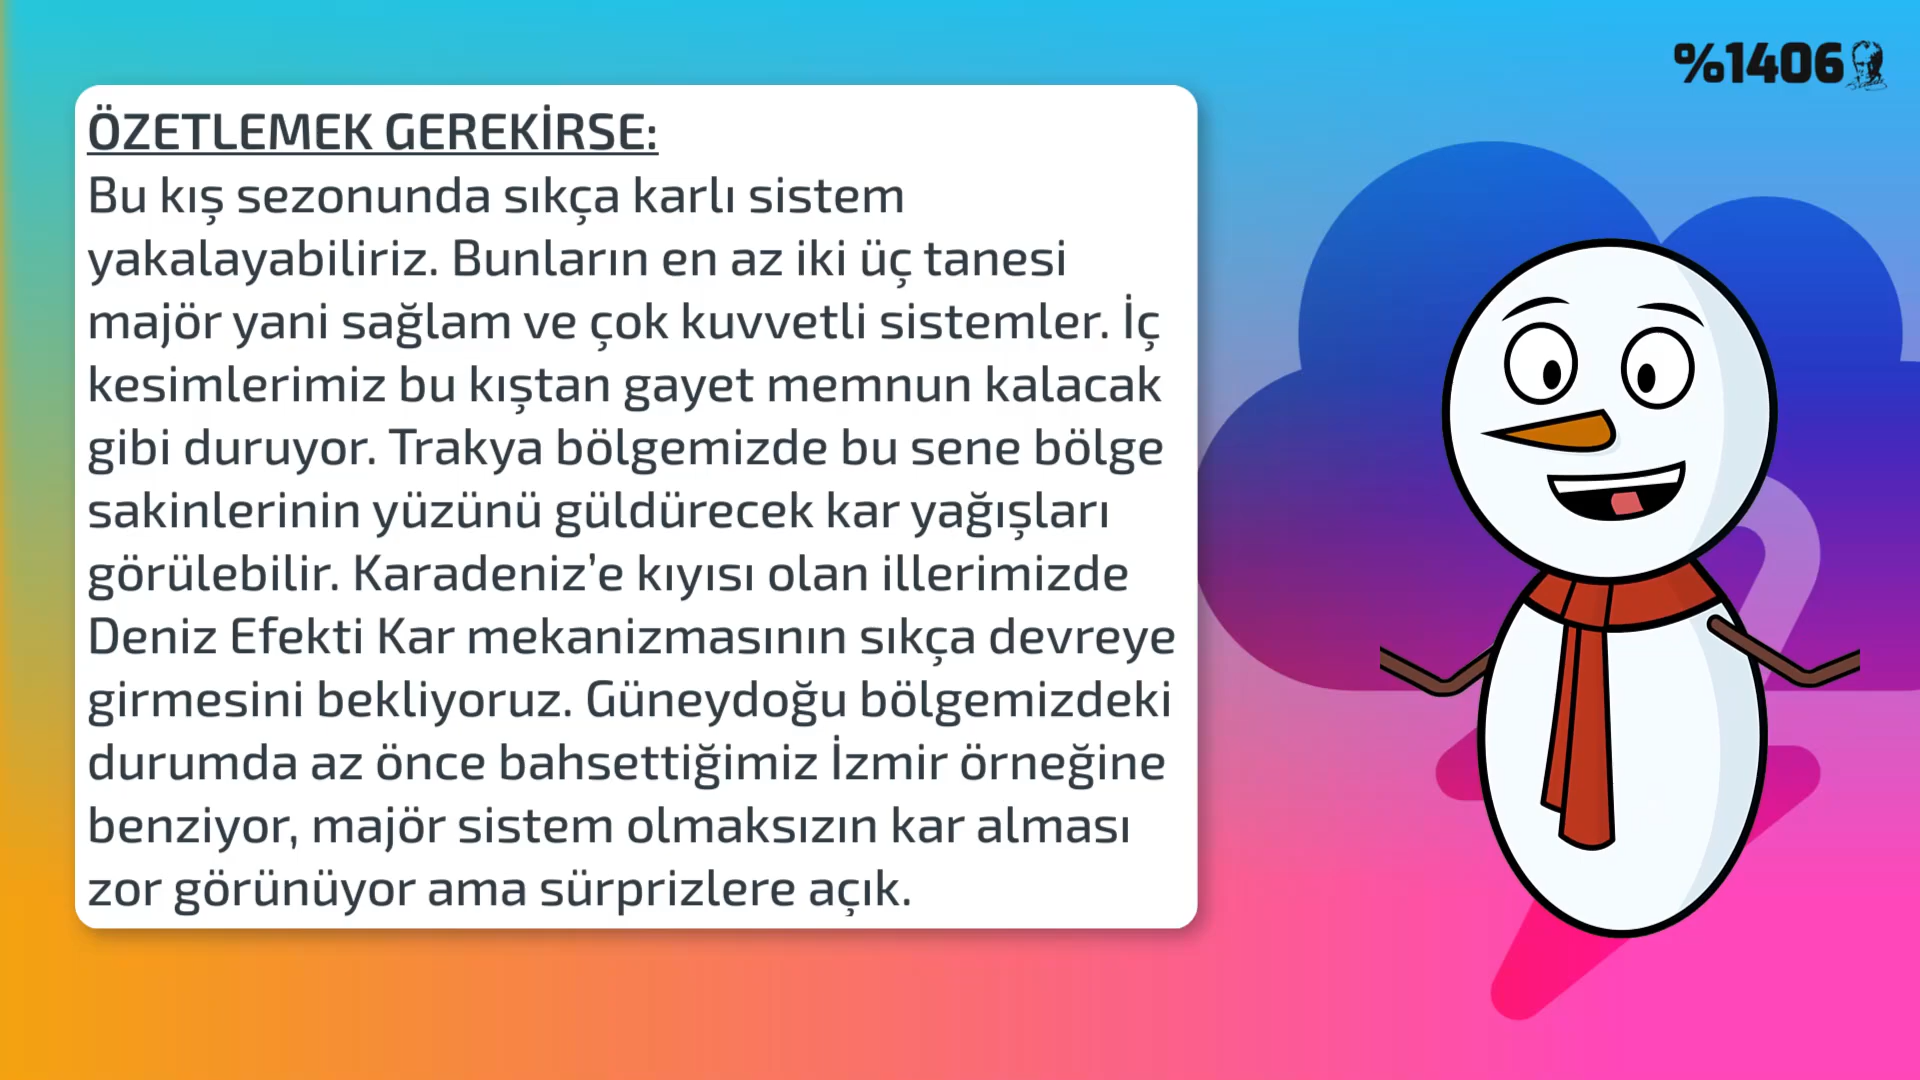 %1406
ÖZETLEMEK GEREKİRSE:
Bu kış sezonunda sıkça karlı sistem
yakalayabiliriz. Bunların en az iki üç tanesi
majör yani sağlam ve çok kuvvetli sistemler. İç
kesimlerimiz bu kıştan gayet memnun kalacak
gibi duruyor. Trakya bölgemizde bu sene bölge
sakinlerinin yüzünü güldürecek kar yağışları
görülebilir. Karadeniz’e kıyısı olan illerimizde
Deniz Efekti Kar mekanizmasının sıkça devreye
girmesini bekliyoruz. Güneydoğu bölgemizdeki
durumda az önce bahsettiğimiz İzmir örneğine
benziyor, majör sistem olmaksızın kar alması
zor görünüyor ama sürprizlere açık.